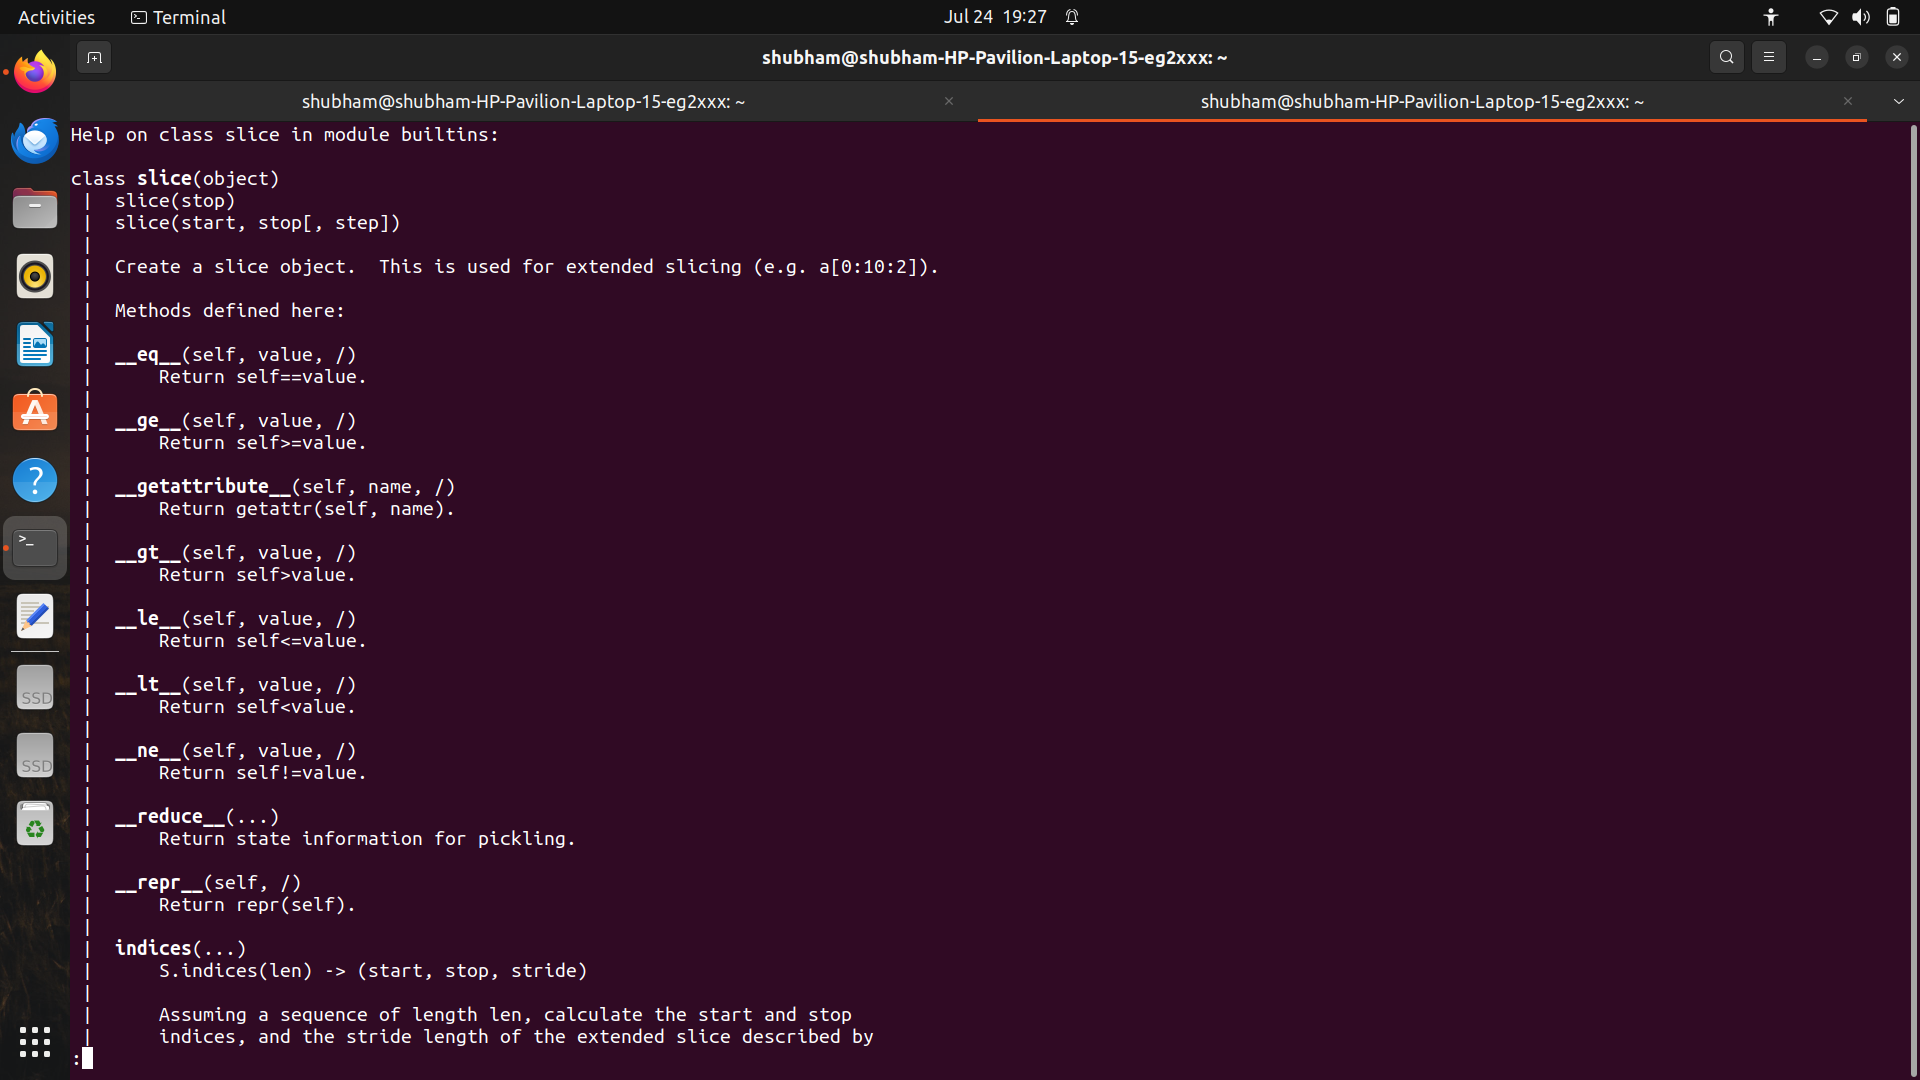 Activities Terminal Jul 24 19:27
shubham@shubham-HP-Pavilion-Laptop-15-eg2xxx: ~
shubham@shubham-HP-Pavilion-Laptop-15-eg2xxx: ~ shubham@shubham-HP-Pavilion-Laptop-15-eg2xxx: ~
Help on class slice in module builtins:
class slice(object)
 |  slice(stop)
 |  slice(start, stop[, step])
 |
 |  Create a slice object.  This is used for extended slicing (e.g. a[0:10:2]).
 |
 |  Methods defined here:
 |
 |  __eq__(self, value, /)
 |      Return self==value.
 |
 |  __ge__(self, value, /)
 |      Return self>=value.
 |
 |  __getattribute__(self, name, /)
 |      Return getattr(self, name).
 |
 |  __gt__(self, value, /)
 |      Return self>value.
 |
 |  __le__(self, value, /)
 |      Return self<=value.
 |
 |  __lt__(self, value, /)
 |      Return self<value.
 |
 |  __ne__(self, value, /)
 |      Return self!=value.
 |
 |  __reduce__(...)
 |      Return state information for pickling.
 |
 |  __repr__(self, /)
 |      Return repr(self).
 |
 |  indices(...)
 |      S.indices(len) -> (start, stop, stride)
 |
 |      Assuming a sequence of length len, calculate the start and stop
 |      indices, and the stride length of the extended slice described by
:
SSD
SSD